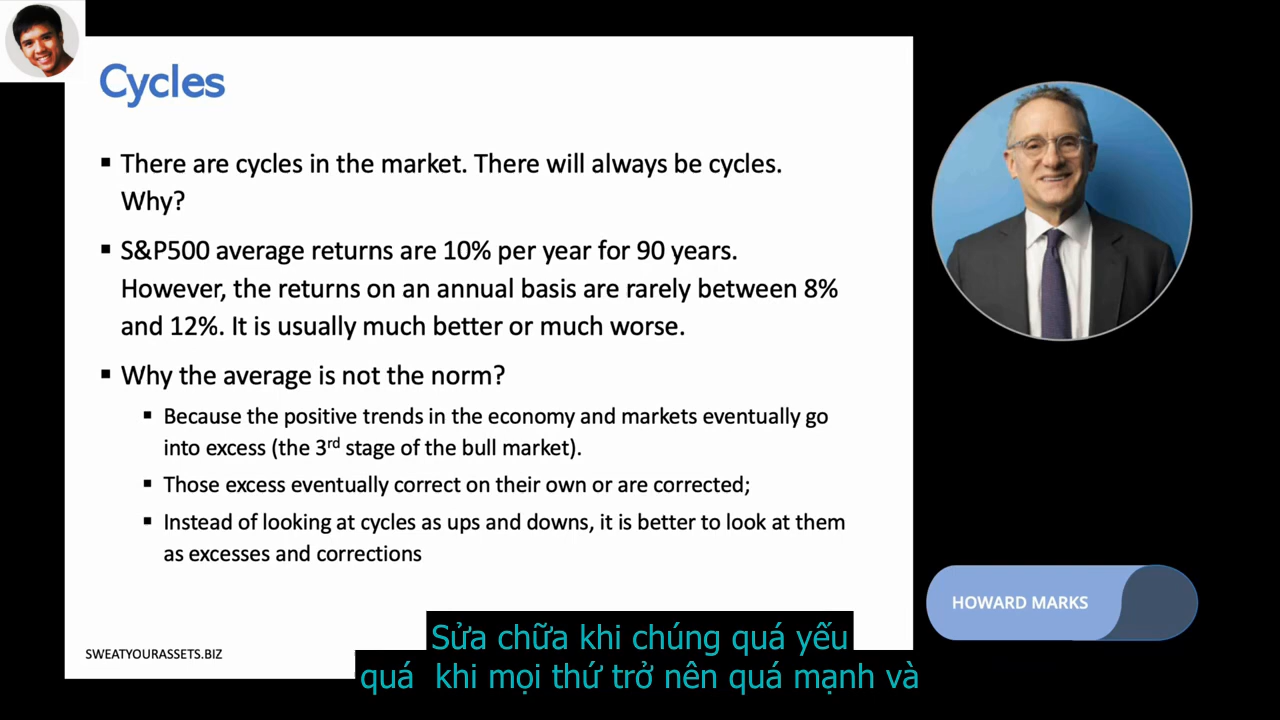 Cycles
▪ There are cycles in the market. There will always be cycles.
Why?
▪ S&P500 average returns are 10% per year for 90 years.
However, the returns on an annual basis are rarely between 8%
and 12%. It is usually much better or much worse.
▪ Why the average is not the norm?
▪ Because the positive trends in the economy and markets eventually go
into excess (the 3rd stage of the bull market).
▪ Those excess eventually correct on their own or are corrected;
▪ Instead of looking at cycles as ups and downs, it is better to look at them
as excesses and corrections
HOWARD MARKS
SWEATYOURASSETS.BIZ
Sửa chữa khi chúng quá yếu
quá khi mọi thứ trở nên quá mạnh và